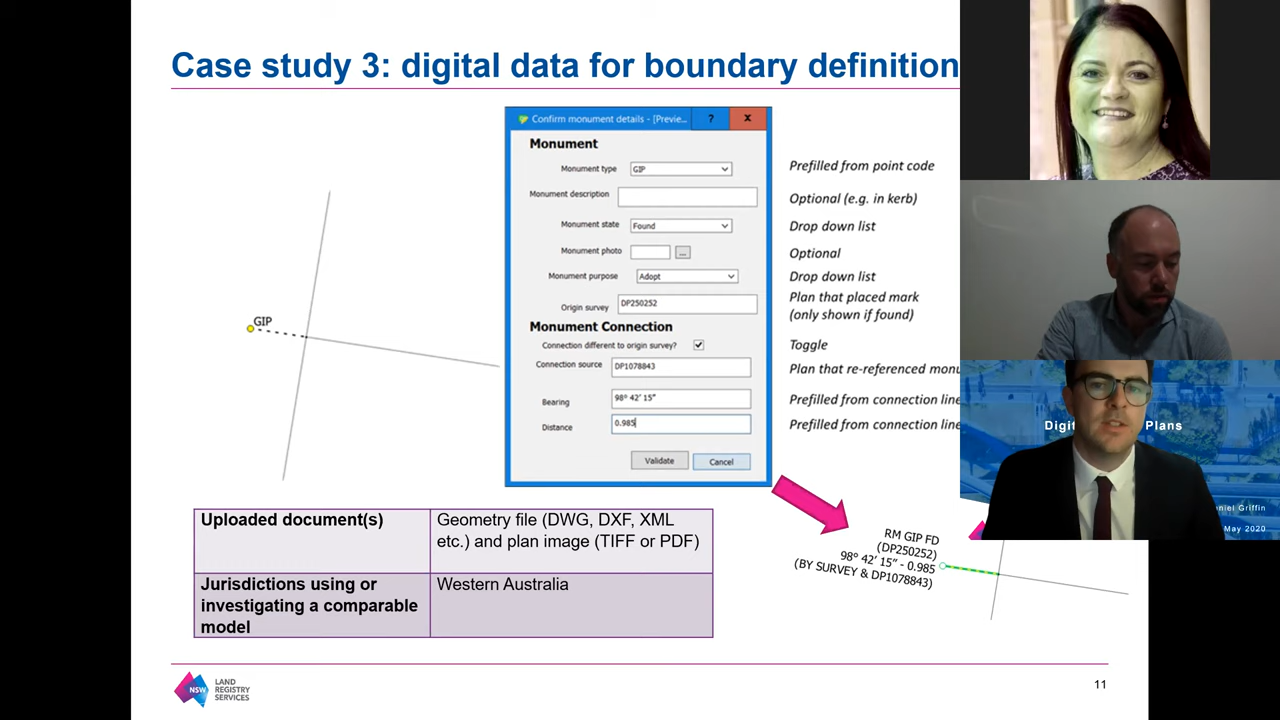 Case study 3: digital data for boundary definition
GIP
Confirm monument details - [Previe...
?
x
Monument
Monument type
GIP
Monument description
Monument state
Found
Monument photo
...
Monument purpose
Adopt
Origin survey
DP250252
Monument Connection
Connection different to origin survey?
Connection source
DP1078843
Bearing
98° 42' 15"
Distance
0.985
Validate
Cancel
Prefilled from point code
Optional (e.g. in kerb)
Drop down list
Optional
Drop down list
Plan that placed mark
(only shown if found)
Toggle
Plan that re-referenced monu
Prefilled from connection line
Prefilled from connection line
Digit
Plans
niel Griffin
May 2020
Uploaded document(s)
Geometry file (DWG, DXF, XML
etc.) and plan image (TIFF or PDF)
Jurisdictions using or
investigating a comparable
model
Western Australia
RM GIP FD
(DP250252)
98° 42' 15" - 0.985
(BY SURVEY & DP1078843)
NSW
LAND
REGISTRY
SERVICES
11